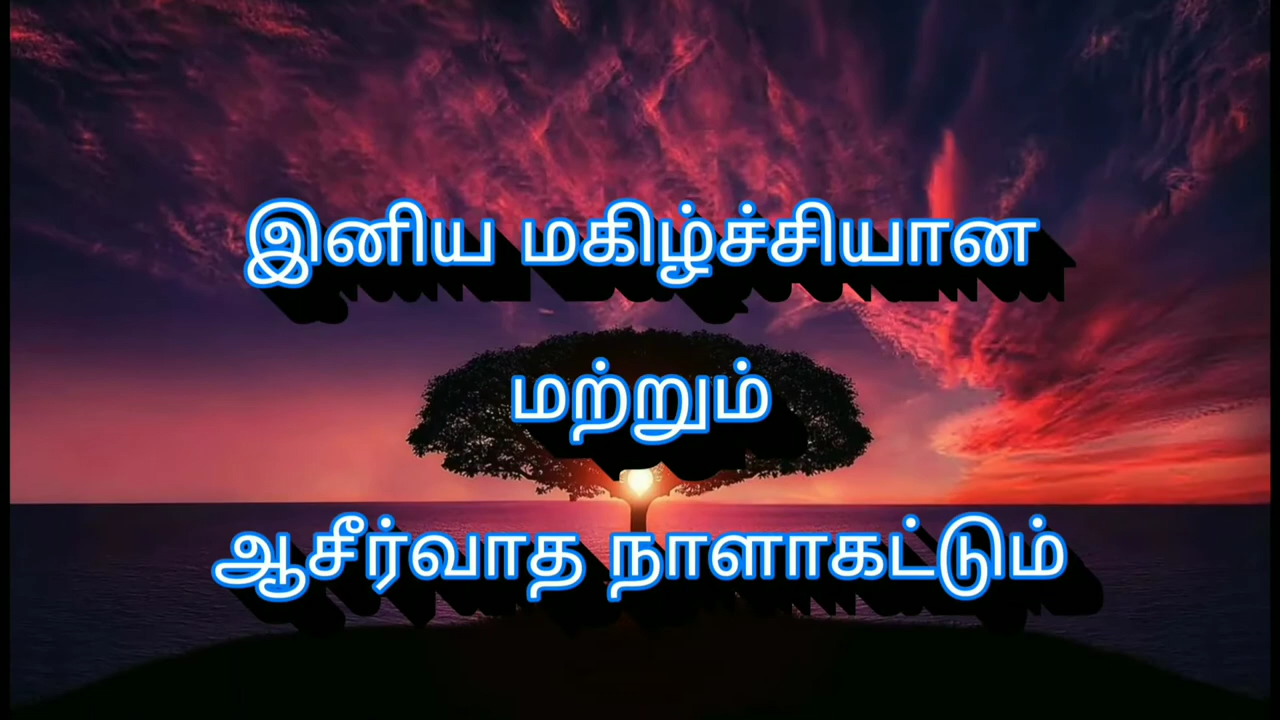 இனிய மகிழ்ச்சியான
மற்றும்
ஆசீர்வாத நாளாகட்டும்